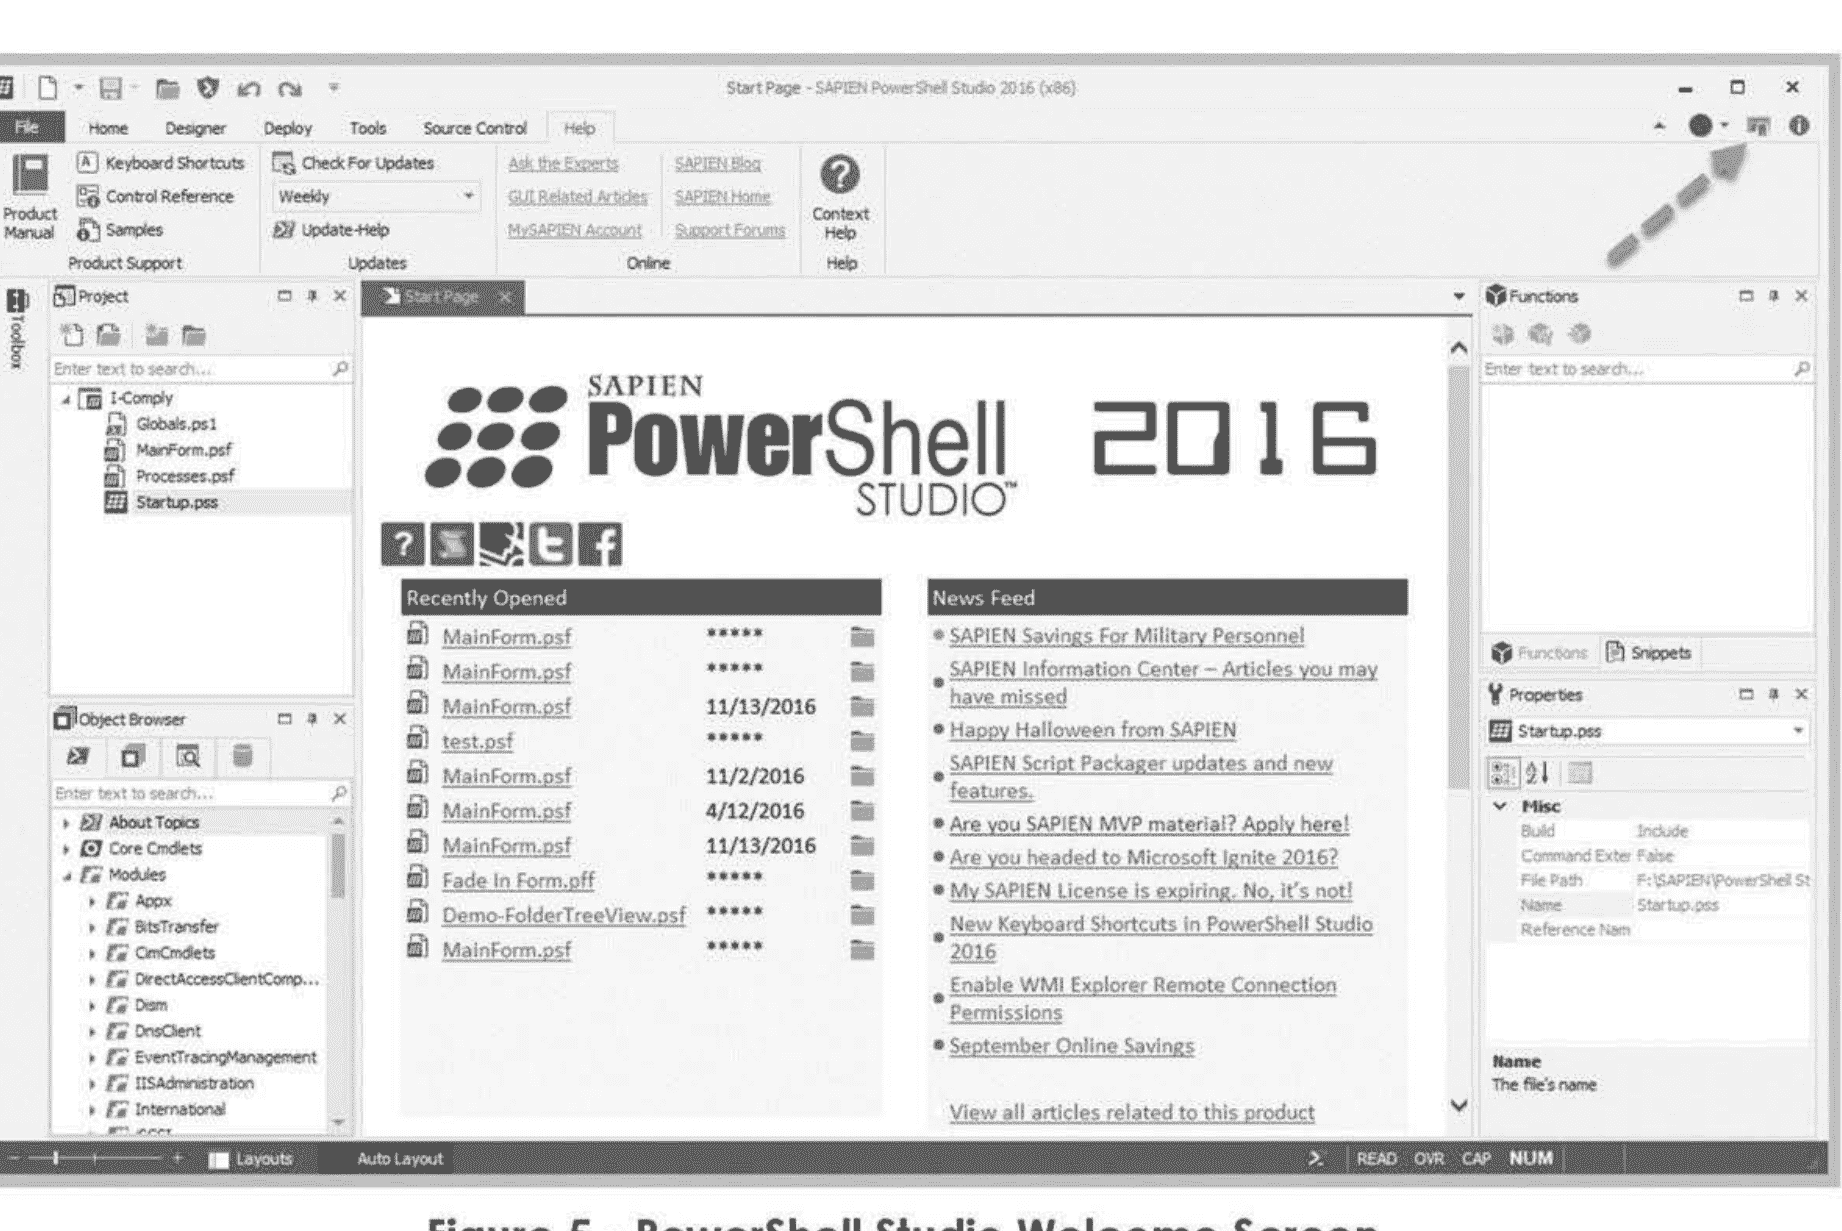 Start Page - SAPIEN PowerShell Studio 2016 (x86)
File Home Designer Deploy Tools Source Control Help
Product Manual
Keyboard Shortcuts
Control Reference
Samples
Product Support
Check For Updates
Weekly
Update-Help
Updates
Ask the Experts
GUI Related Articles
MySAPIEN Account
SAPIEN Blog
SAPIEN Home
Support Forums
Online
Context
Help
Help
Toolbox
Project
Enter text to search...
I-Comply
Globals.ps1
MainForm.psf
Processes.psf
Startup.pss
Object Browser
Enter text to search...
About Topics
Core Cmdlets
Modules
Appx
BitsTransfer
CimCmdlets
DirectAccessClientComp...
Dism
DnsClient
EventTracingManagement
IISAdministration
International
Start Page
SAPIEN
PowerShell 2016
STUDIO™
Recently Opened
MainForm.psf *****
MainForm.psf *****
MainForm.psf 11/13/2016
test.psf *****
MainForm.psf 11/2/2016
MainForm.psf 4/12/2016
MainForm.psf 11/13/2016
Fade In Form.pff *****
Demo-FolderTreeView.psf *****
MainForm.psf *****
News Feed
SAPIEN Savings For Military Personnel
SAPIEN Information Center – Articles you may
have missed
Happy Halloween from SAPIEN
SAPIEN Script Packager updates and new
features.
Are you SAPIEN MVP material? Apply here!
Are you headed to Microsoft Ignite 2016?
My SAPIEN License is expiring. No, it's not!
New Keyboard Shortcuts in PowerShell Studio
2016
Enable WMI Explorer Remote Connection
Permissions
September Online Savings
View all articles related to this product
Functions
Enter text to search...
Functions Snippets
Properties
Startup.pss
Misc
Build Include
Command Exter False
File Path F:\SAPIEN\PowerShell St
Name Startup.pss
Reference Nam
Name
The file's name
Layouts Auto Layout READ OVR CAP NUM
Figure 5 - PowerShell Studio Welcome Screen